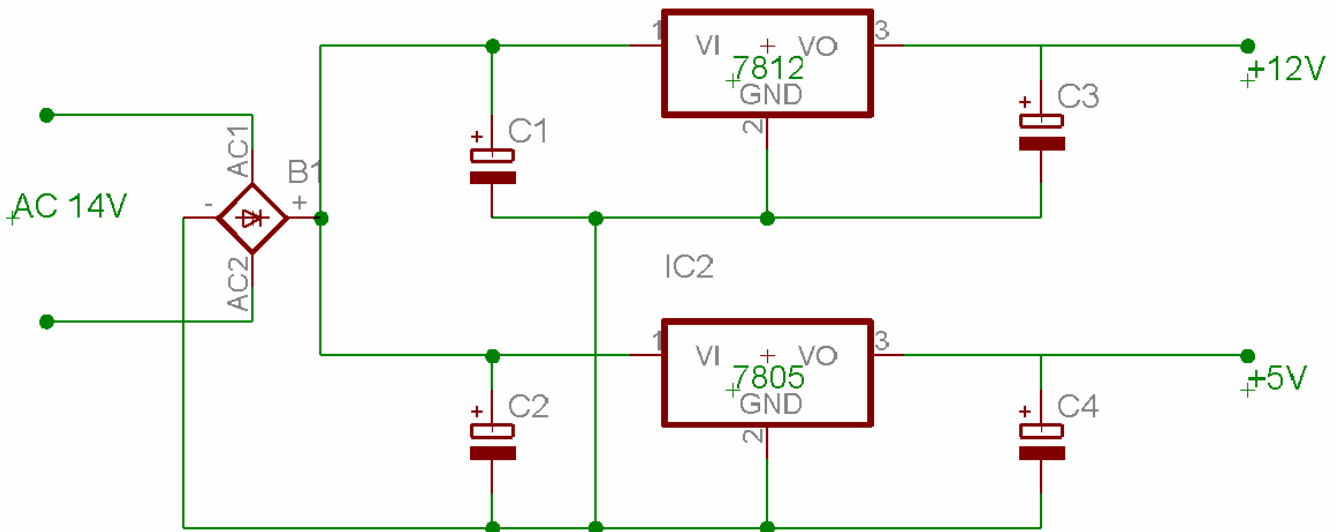 1 VI + VO 3
7812
GND
2
+12V
+ C1
+ C3
AC1
B1
AC 14V
- +
AC2
IC2
1 VI + VO 3
7805
GND
2
+5V
+ C2
+ C4